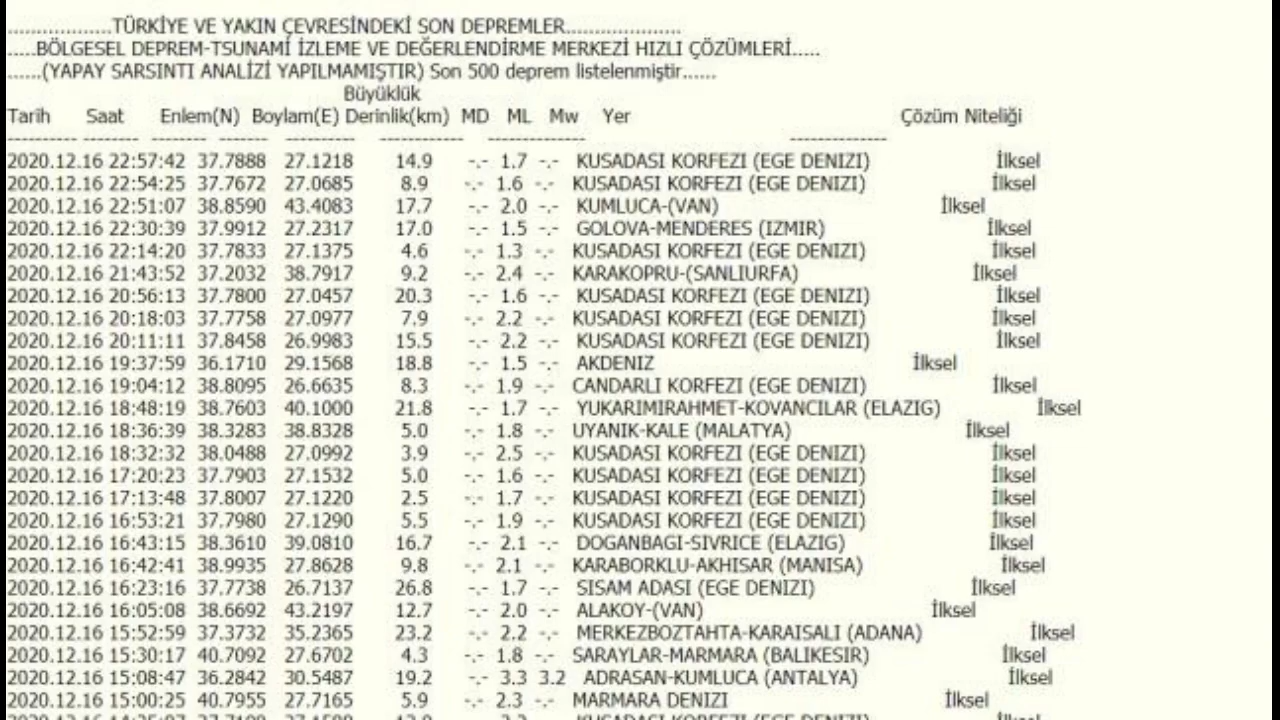 ...................TÜRKİYE VE YAKIN ÇEVRESİNDEKİ SON DEPREMLER.....................
.....BÖLGESEL DEPREM-TSUNAMİ İZLEME VE DEĞERLENDİRME MERKEZİ HIZLI ÇÖZÜMLERİ.....
......(YAPAY SARSINTI ANALİZİ YAPILMAMIŞTIR) Son 500 deprem listelenmiştir......
Büyüklük
Tarih Saat Enlem(N) Boylam(E) Derinlik(km) MD ML Mw Yer Çözüm Niteliği
---------- -------- -------- ------- ---------- ------------ -------------- --------------
2020.12.16 22:57:42 37.7888 27.1218 14.9 -.- 1.7 -.- KUSADASI KORFEZI (EGE DENIZI) İlksel
2020.12.16 22:54:25 37.7672 27.0685 8.9 -.- 1.6 -.- KUSADASI KORFEZI (EGE DENIZI) İlksel
2020.12.16 22:51:07 38.8590 43.4083 17.7 -.- 2.0 -.- KUMLUCA-(VAN) İlksel
2020.12.16 22:30:39 37.9912 27.2317 17.0 -.- 1.5 -.- GOLOVA-MENDERES (IZMIR) İlksel
2020.12.16 22:14:20 37.7833 27.1375 4.6 -.- 1.3 -.- KUSADASI KORFEZI (EGE DENIZI) İlksel
2020.12.16 21:43:52 37.2032 38.7917 9.2 -.- 2.4 -.- KARAKOPRU-(SANLIURFA) İlksel
2020.12.16 20:56:13 37.7800 27.0457 20.3 -.- 1.6 -.- KUSADASI KORFEZI (EGE DENIZI) İlksel
2020.12.16 20:18:03 37.7758 27.0977 7.9 -.- 2.2 -.- KUSADASI KORFEZI (EGE DENIZI) İlksel
2020.12.16 20:11:11 37.8458 26.9983 15.5 -.- 2.2 -.- KUSADASI KORFEZI (EGE DENIZI) İlksel
2020.12.16 19:37:59 36.1710 29.1568 18.8 -.- 1.5 -.- AKDENIZ İlksel
2020.12.16 19:04:12 38.8095 26.6635 8.3 -.- 1.9 -.- CANDARLI KORFEZI (EGE DENIZI) İlksel
2020.12.16 18:48:19 38.7603 40.1000 21.8 -.- 1.7 -.- YUKARIMIRAHMET-KOVANCILAR (ELAZIG) İlksel
2020.12.16 18:36:39 38.3283 38.8328 5.0 -.- 1.8 -.- UYANIK-KALE (MALATYA) İlksel
2020.12.16 18:32:32 38.0488 27.0992 3.9 -.- 2.5 -.- KUSADASI KORFEZI (EGE DENIZI) İlksel
2020.12.16 17:20:23 37.7903 27.1532 5.0 -.- 1.6 -.- KUSADASI KORFEZI (EGE DENIZI) İlksel
2020.12.16 17:13:48 37.8007 27.1220 2.5 -.- 1.7 -.- KUSADASI KORFEZI (EGE DENIZI) İlksel
2020.12.16 16:53:21 37.7980 27.1290 5.5 -.- 1.9 -.- KUSADASI KORFEZI (EGE DENIZI) İlksel
2020.12.16 16:43:15 38.3610 39.0810 16.7 -.- 2.1 -.- DOGANBAGI-SIVRICE (ELAZIG) İlksel
2020.12.16 16:42:41 38.9935 27.8628 9.8 -.- 2.1 -.- KARABORKLU-AKHISAR (MANISA) İlksel
2020.12.16 16:23:16 37.7738 26.7137 26.8 -.- 1.7 -.- SISAM ADASI (EGE DENIZI) İlksel
2020.12.16 16:05:08 38.6692 43.2197 12.7 -.- 2.0 -.- ALAKOY-(VAN) İlksel
2020.12.16 15:52:59 37.3732 35.2365 23.2 -.- 2.2 -.- MERKEZBOZTAHTA-KARAISALI (ADANA) İlksel
2020.12.16 15:30:17 40.7092 27.6702 4.3 -.- 1.8 -.- SARAYLAR-MARMARA (BALIKESIR) İlksel
2020.12.16 15:08:47 36.2842 30.5487 19.2 -.- 3.3 3.2 ADRASAN-KUMLUCA (ANTALYA) İlksel
2020.12.16 15:00:25 40.7955 27.7165 5.9 -.- 2.3 -.- MARMARA DENIZI İlksel
KUSADASI KORFEZI (EGE DENIZI) İlksel